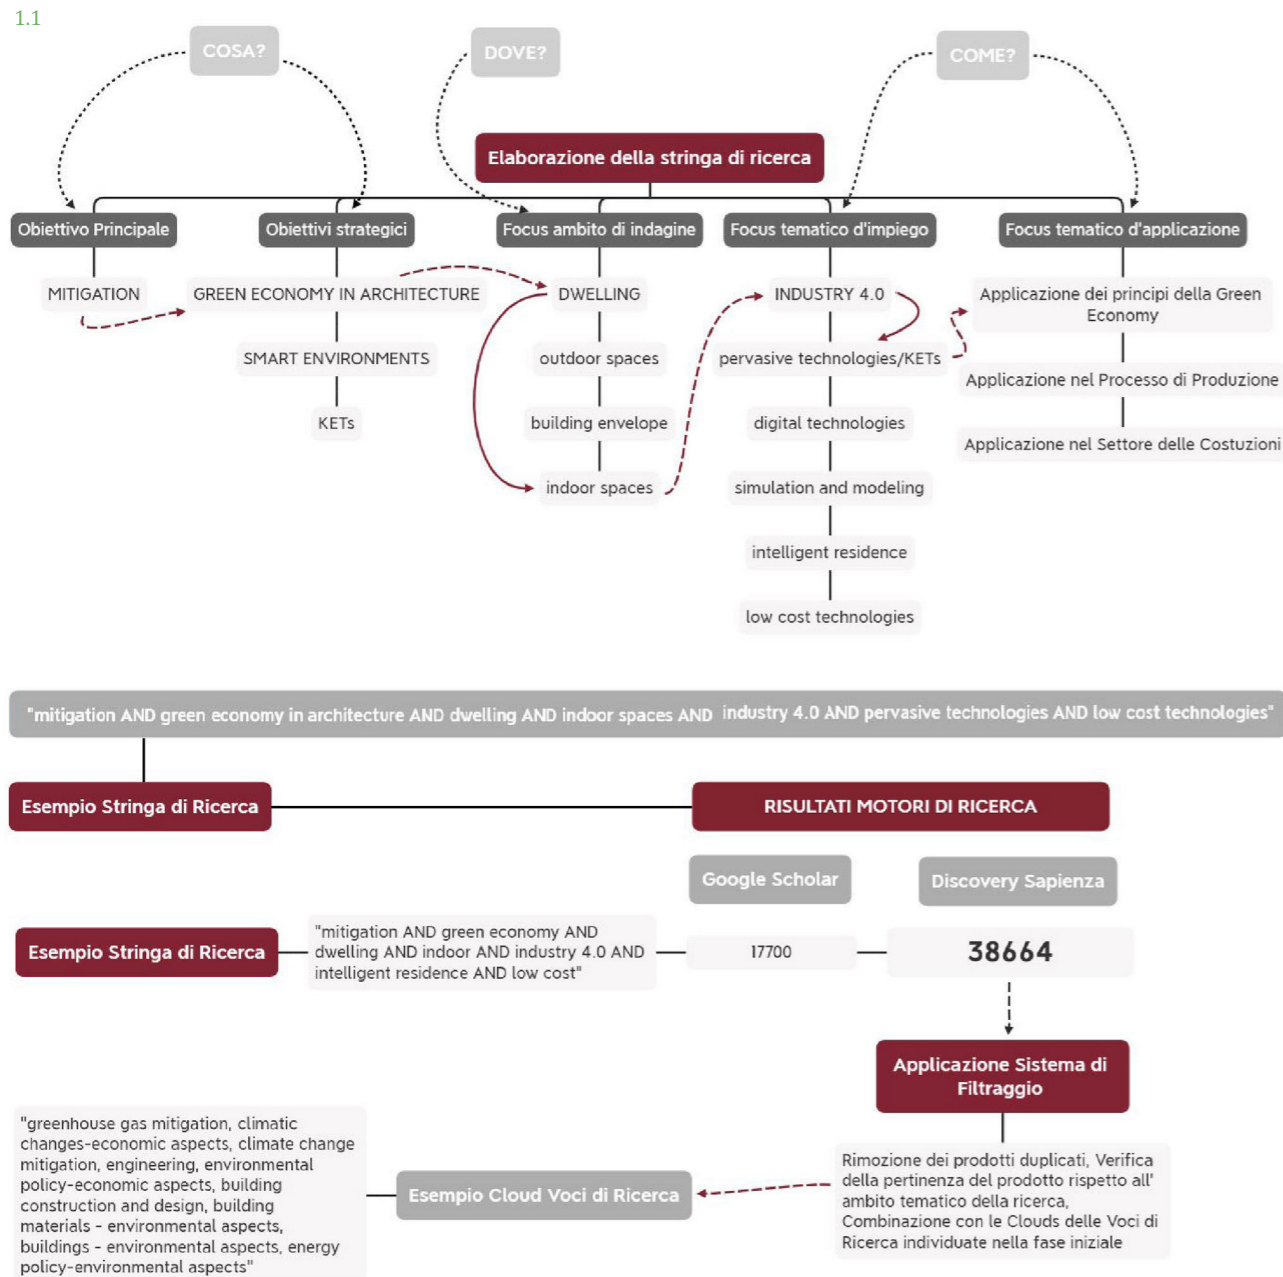 1.1
COSA?
DOVE?
COME?
Elaborazione della stringa di ricerca
Obiettivo Principale
Obiettivi strategici
Focus ambito di indagine
Focus tematico d'impiego
Focus tematico d'applicazione
MITIGATION
GREEN ECONOMY IN ARCHITECTURE
SMART ENVIRONMENTS
KETs
DWELLING
outdoor spaces
building envelope
indoor spaces
INDUSTRY 4.0
pervasive technologies/KETs
digital technologies
simulation and modeling
intelligent residence
low cost technologies
Applicazione dei principi della Green
Economy
Applicazione nel Processo di Produzione
Applicazione nel Settore delle Costuzioni
"mitigation AND green economy in architecture AND dwelling AND indoor spaces AND industry 4.0 AND pervasive technologies AND low cost technologies"
Esempio Stringa di Ricerca
RISULTATI MOTORI DI RICERCA
Google Scholar
Discovery Sapienza
Esempio Stringa di Ricerca
"mitigation AND green economy AND
dwelling AND indoor AND industry 4.0 AND
intelligent residence AND low cost"
17700
38664
Applicazione Sistema di
Filtraggio
Rimozione dei prodotti duplicati, Verifica
della pertinenza del prodotto rispetto all'
ambito tematico della ricerca,
Combinazione con le Clouds delle Voci di
Ricerca individuate nella fase iniziale
Esempio Cloud Voci di Ricerca
"greenhouse gas mitigation, climatic
changes-economic aspects, climate change
mitigation, engineering, environmental
policy-economic aspects, building
construction and design, building
materials - environmental aspects,
buildings - environmental aspects, energy
policy-environmental aspects"